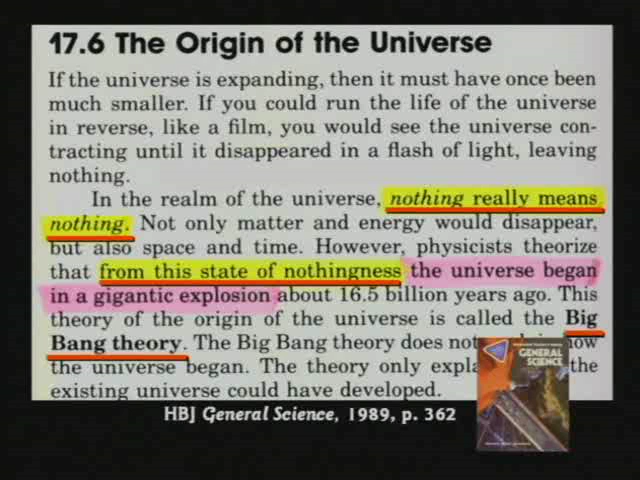 17.6 The Origin of the Universe
If the universe is expanding, then it must have once been
much smaller. If you could run the life of the universe
in reverse, like a film, you would see the universe con-
tracting until it disappeared in a flash of light, leaving
nothing.
In the realm of the universe, nothing really means
nothing. Not only matter and energy would disappear,
but also space and time. However, physicists theorize
that from this state of nothingness the universe began
in a gigantic explosion about 16.5 billion years ago. This
theory of the origin of the universe is called the Big
Bang theory. The Big Bang theory does not how
the universe began. The theory only the
existing universe could have developed.
GENERAL
SCIENCE
HBJ General Science, 1989, p. 362